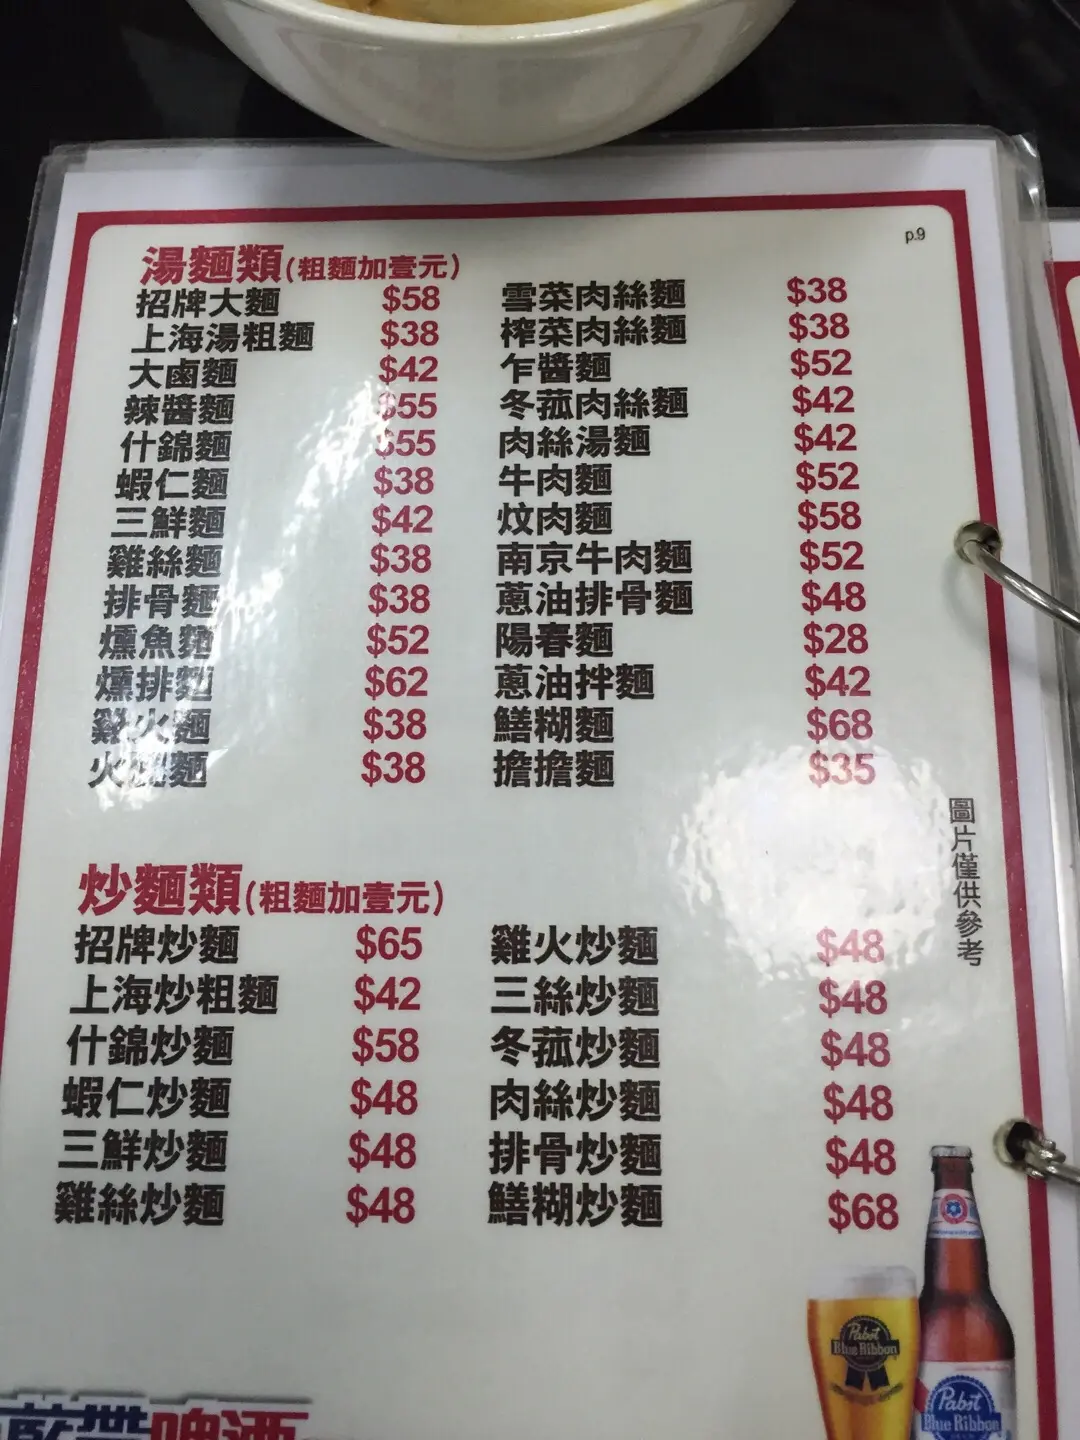 p.9
湯麵類(粗麵加壹元)
招牌大麵 $58
上海湯粗麵 $38
大鹵麵 $42
辣醬麵 $55
什錦麵 $55
蝦仁麵 $38
三鮮麵 $42
雞絲麵 $38
排骨麵 $38
燻魚麵 $52
燻排麵 $62
雞火麵 $38
火 麵 $38
雪菜肉絲麵 $38
榨菜肉絲麵 $38
乍醬麵 $52
冬菰肉絲麵 $42
肉絲湯麵 $42
牛肉麵 $52
炆肉麵 $58
南京牛肉麵 $52
蔥油排骨麵 $48
陽春麵 $28
蔥油拌麵 $42
鱔糊麵 $68
擔擔麵 $35
圖片僅供參考
炒麵類(粗麵加壹元)
招牌炒麵 $65
上海炒粗麵 $42
什錦炒麵 $58
蝦仁炒麵 $48
三鮮炒麵 $48
雞絲炒麵 $48
雞火炒麵 $48
三絲炒麵 $48
冬菰炒麵 $48
肉絲炒麵 $48
排骨炒麵 $48
鱔糊炒麵 $68
Pabst
Blue Ribbon
Pabst
Blue Ribbon
藍帶啤酒